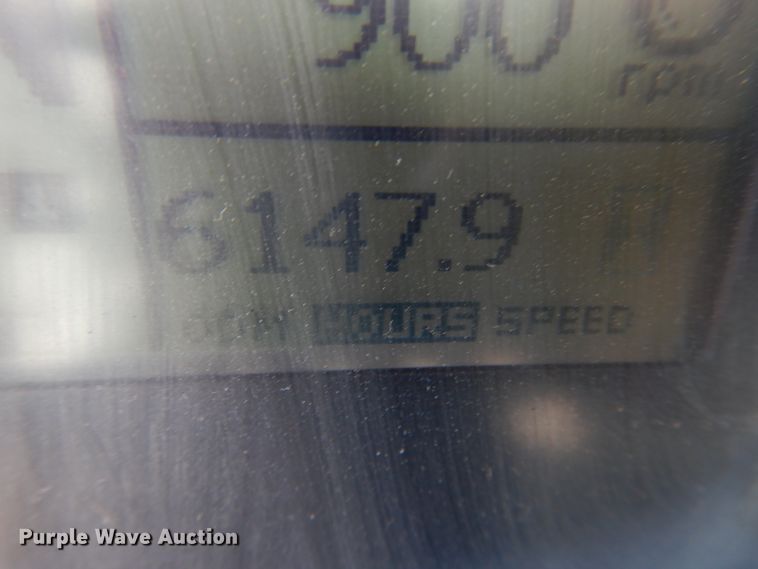 900
rpm
6147.9
HOURS SPEED
Purple Wave Auction